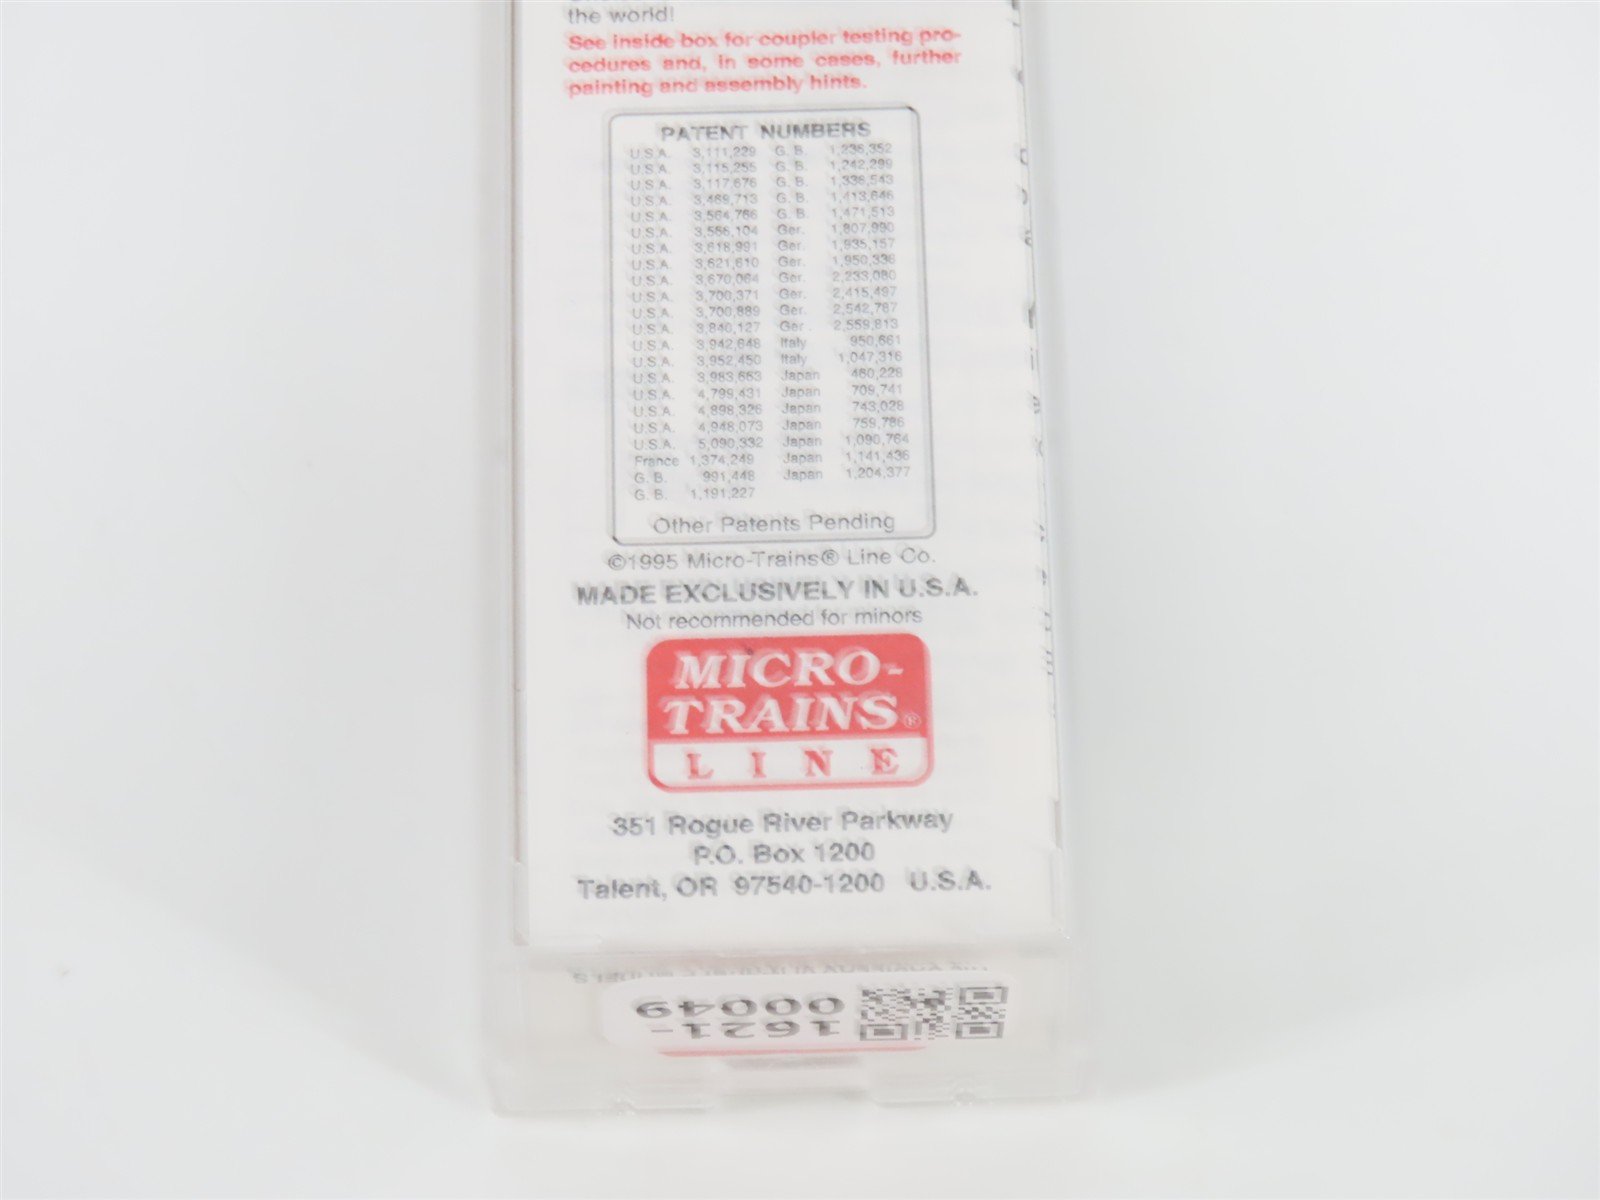 the world!
See inside box for coupler testing pro-
cedures and, in some cases, further
painting and assembly hints.
PATENT NUMBERS
U.S.A. 3,111,229 G. B. 1,236,352
U.S.A. 3,115,255 G. B. 1,242,299
U.S.A. 3,117,676 G. B. 1,336,543
U.S.A. 3,469,713 G. B. 1,413,646
U.S.A. 3,564,766 G. B. 1,471,513
U.S.A. 3,566,104 Ger. 1,807,990
U.S.A. 3,618,991 Ger. 1,935,157
U.S.A. 3,621,610 Ger. 1,950,336
U.S.A. 3,670,064 Ger. 2,233,080
U.S.A. 3,700,371 Ger. 2,415,497
U.S.A. 3,700,889 Ger. 2,542,787
U.S.A. 3,840,127 Ger. 2,559,813
U.S.A. 3,942,648 Italy 950,661
U.S.A. 3,952,450 Italy 1,047,316
U.S.A. 3,983,663 Japan 460,228
U.S.A. 4,799,431 Japan 709,741
U.S.A. 4,898,326 Japan 743,028
U.S.A. 4,948,073 Japan 759,786
U.S.A. 5,090,332 Japan 1,090,764
France 1,374,249 Japan 1,141,436
G. B. 991,448 Japan 1,204,377
G. B. 1,191,227
Other Patents Pending
©1995 Micro-Trains® Line Co.
MADE EXCLUSIVELY IN U.S.A.
Not recommended for minors
MICRO-
TRAINS®
LINE
351 Rogue River Parkway
P.O. Box 1200
Talent, OR 97540-1200 U.S.A.
1621-
00049